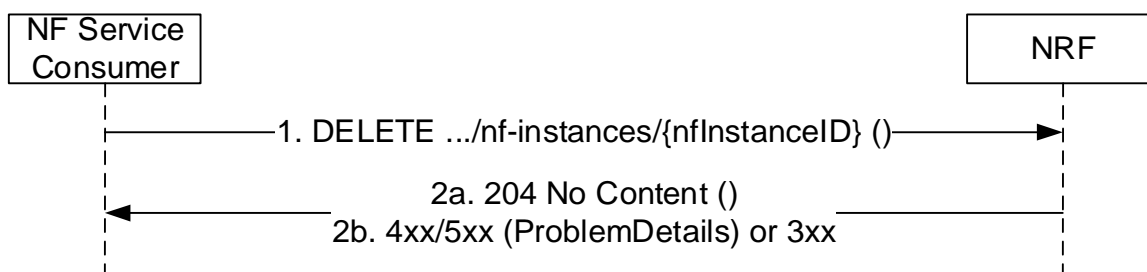 NF Service
Consumer
NRF
1. DELETE .../nf-instances/{nfInstanceID} ()
2a. 204 No Content ()
2b. 4xx/5xx (ProblemDetails) or 3xx